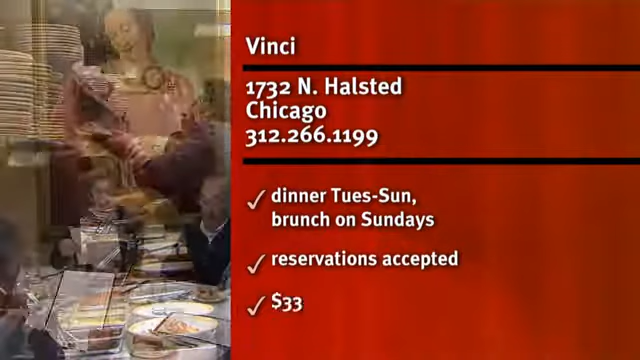 Vinci
1732 N. Halsted
Chicago
312.266.1199
dinner Tues-Sun,
brunch on Sundays
reservations accepted
$33